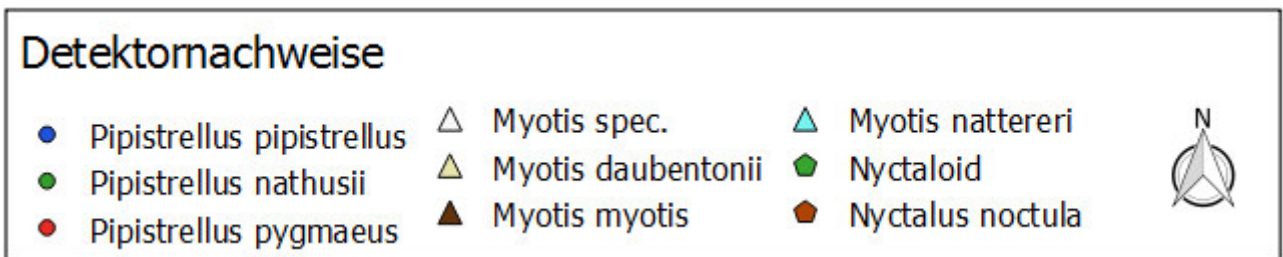 Detektornachweise
Pipistrellus pipistrellus
Pipistrellus nathusii
Pipistrellus pygmaeus
Myotis spec.
Myotis daubentonii
Myotis myotis
Myotis nattereri
Nyctaloid
Nyctalus noctula
N